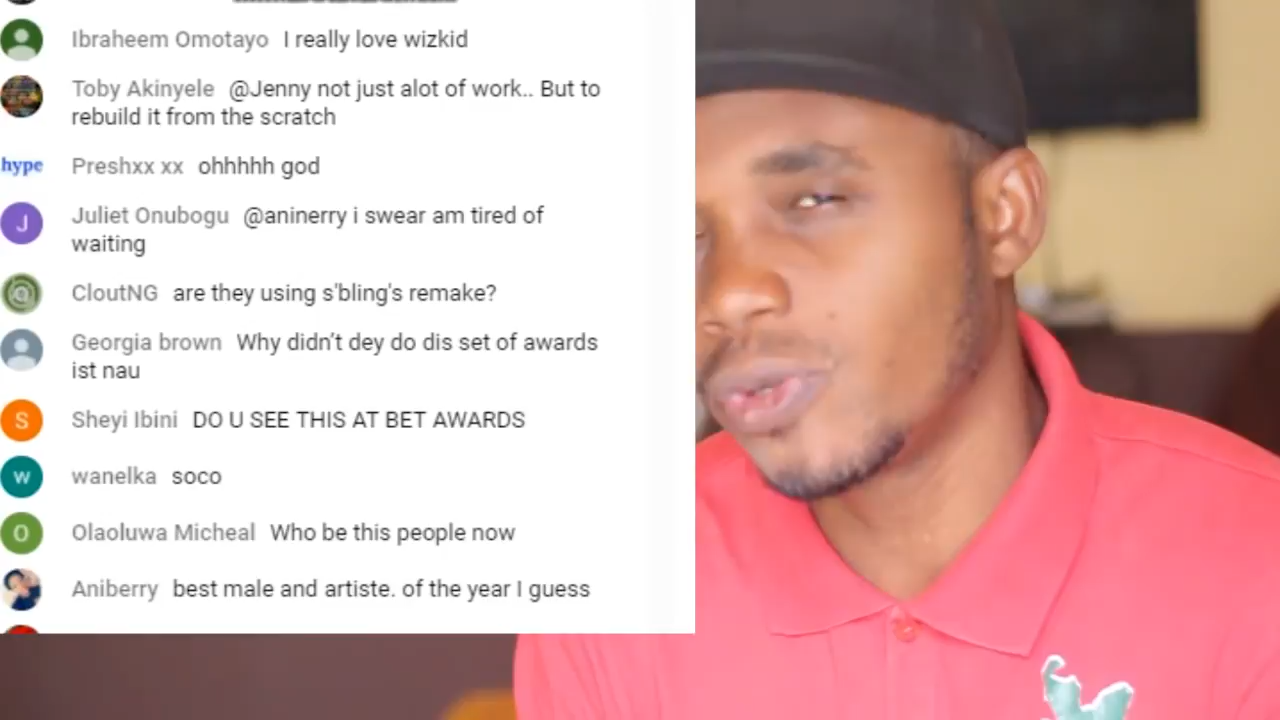 Ibraheem Omotayo I really love wizkid
Toby Akinyele @Jenny not just alot of work.. But to
rebuild it from the scratch
hype Preshxx xx ohhhhh god
J Juliet Onubogu @aninerry i swear am tired of
waiting
@ CloutNG are they using s'bling's remake?
Georgia brown Why didn't dey do dis set of awards
ist nau
S Sheyi Ibini DO U SEE THIS AT BET AWARDS
w wanelka soco
O Olaoluwa Micheal Who be this people now
Aniberry best male and artiste. of the year I guess